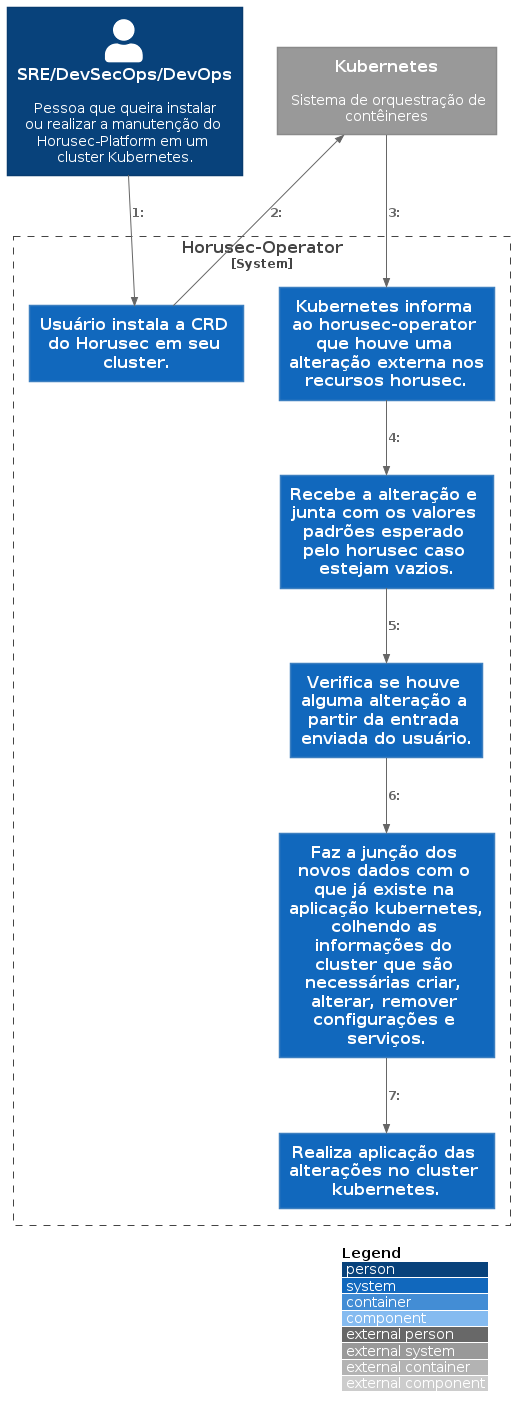 SRE/DevSecOps/DevOps
Pessoa que queira instalar
ou realizar a manutenção do
Horusec-Platform em um
cluster Kubernetes.
Kubernetes
Sistema de orquestração de
contêineres
1:
2:
3:
Horusec-Operator
[System]
Usuário instala a CRD
do Horusec em seu
cluster.
Kubernetes informa
ao horusec-operator
que houve uma
alteração externa nos
recursos horusec.
4:
Recebe a alteração e
junta com os valores
padrões esperado
pelo horusec caso
estejam vazios.
5:
Verifica se houve
alguma alteração a
partir da entrada
enviada do usuário.
6:
Faz a junção dos
novos dados com o
que já existe na
aplicação kubernetes,
colhendo as
informações do
cluster que são
necessárias criar,
alterar, remover
configurações e
serviços.
7:
Realiza aplicação das
alterações no cluster
kubernetes.
Legend
person
system
container
component
external person
external system
external container
external component